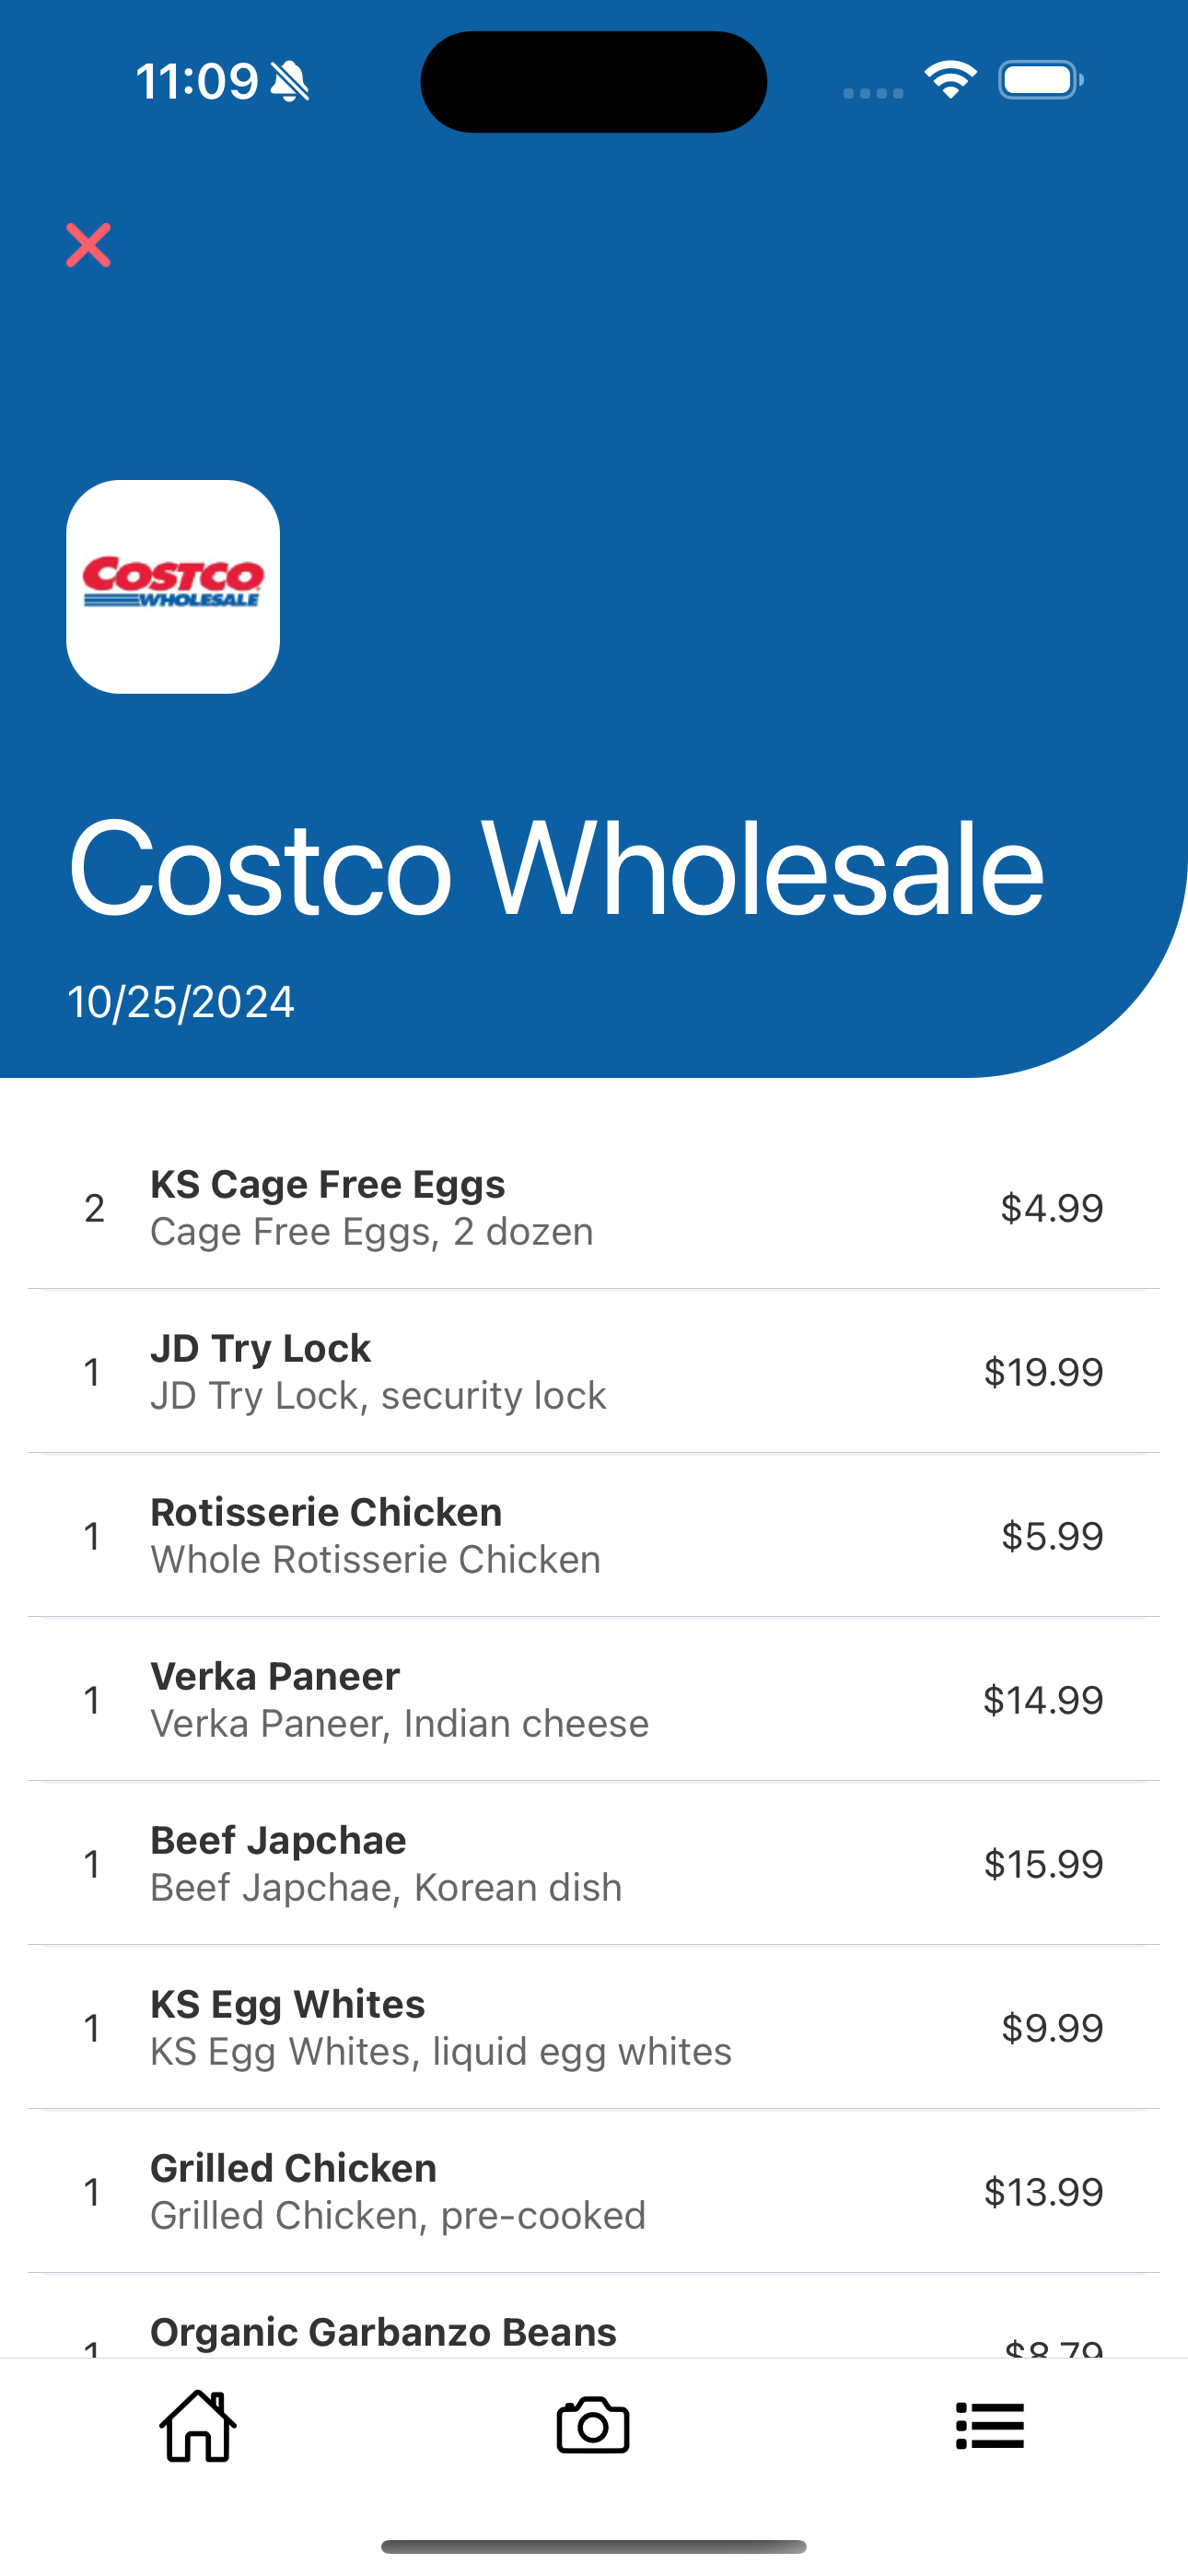 11:09
COSTCO
WHOLESALE
Costco Wholesale
10/25/2024
2 KS Cage Free Eggs $4.99
Cage Free Eggs, 2 dozen
1 JD Try Lock $19.99
JD Try Lock, security lock
1 Rotisserie Chicken $5.99
Whole Rotisserie Chicken
1 Verka Paneer $14.99
Verka Paneer, Indian cheese
1 Beef Japchae $15.99
Beef Japchae, Korean dish
1 KS Egg Whites $9.99
KS Egg Whites, liquid egg whites
1 Grilled Chicken $13.99
Grilled Chicken, pre-cooked
1 Organic Garbanzo Beans $8.79